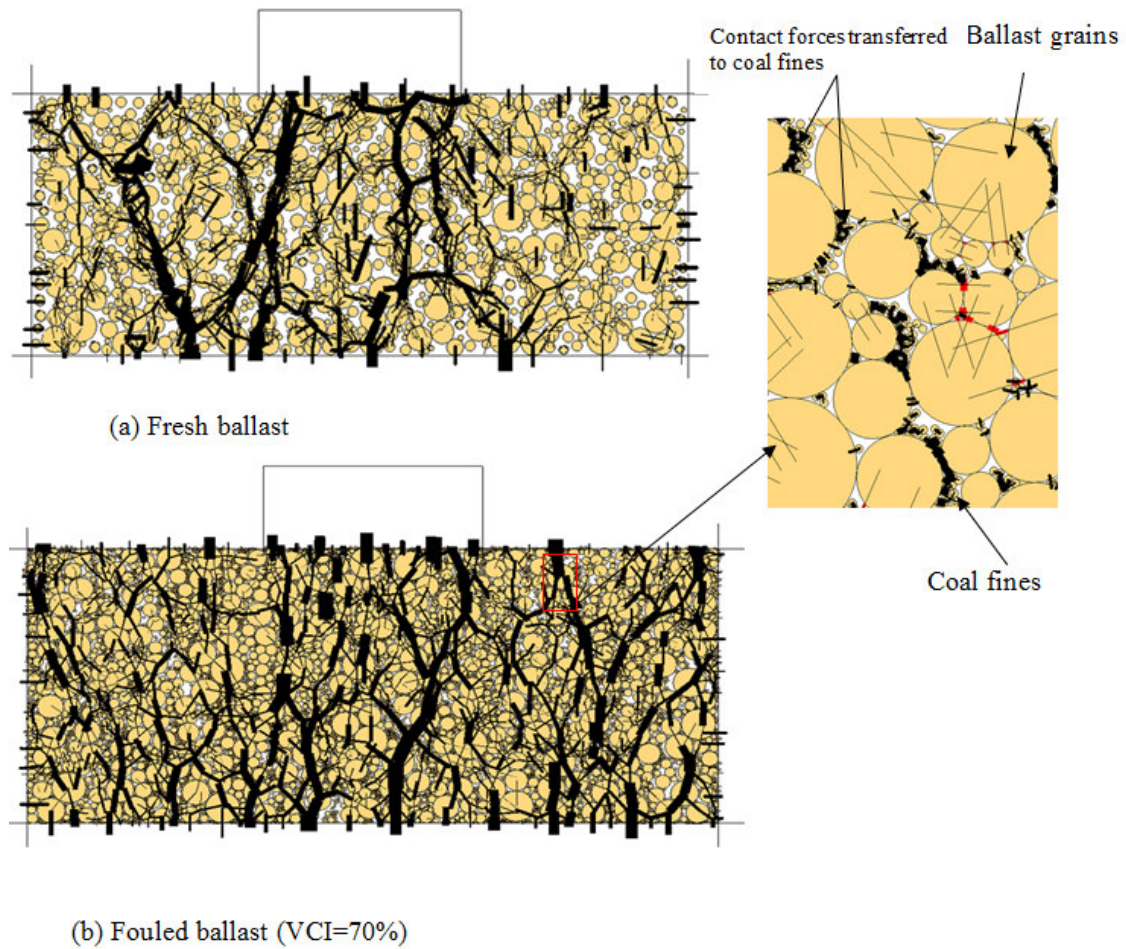 Contact forces transferred
to coal fines
Ballast grains
(a) Fresh ballast
Coal fines
(b) Fouled ballast (VCI=70%)